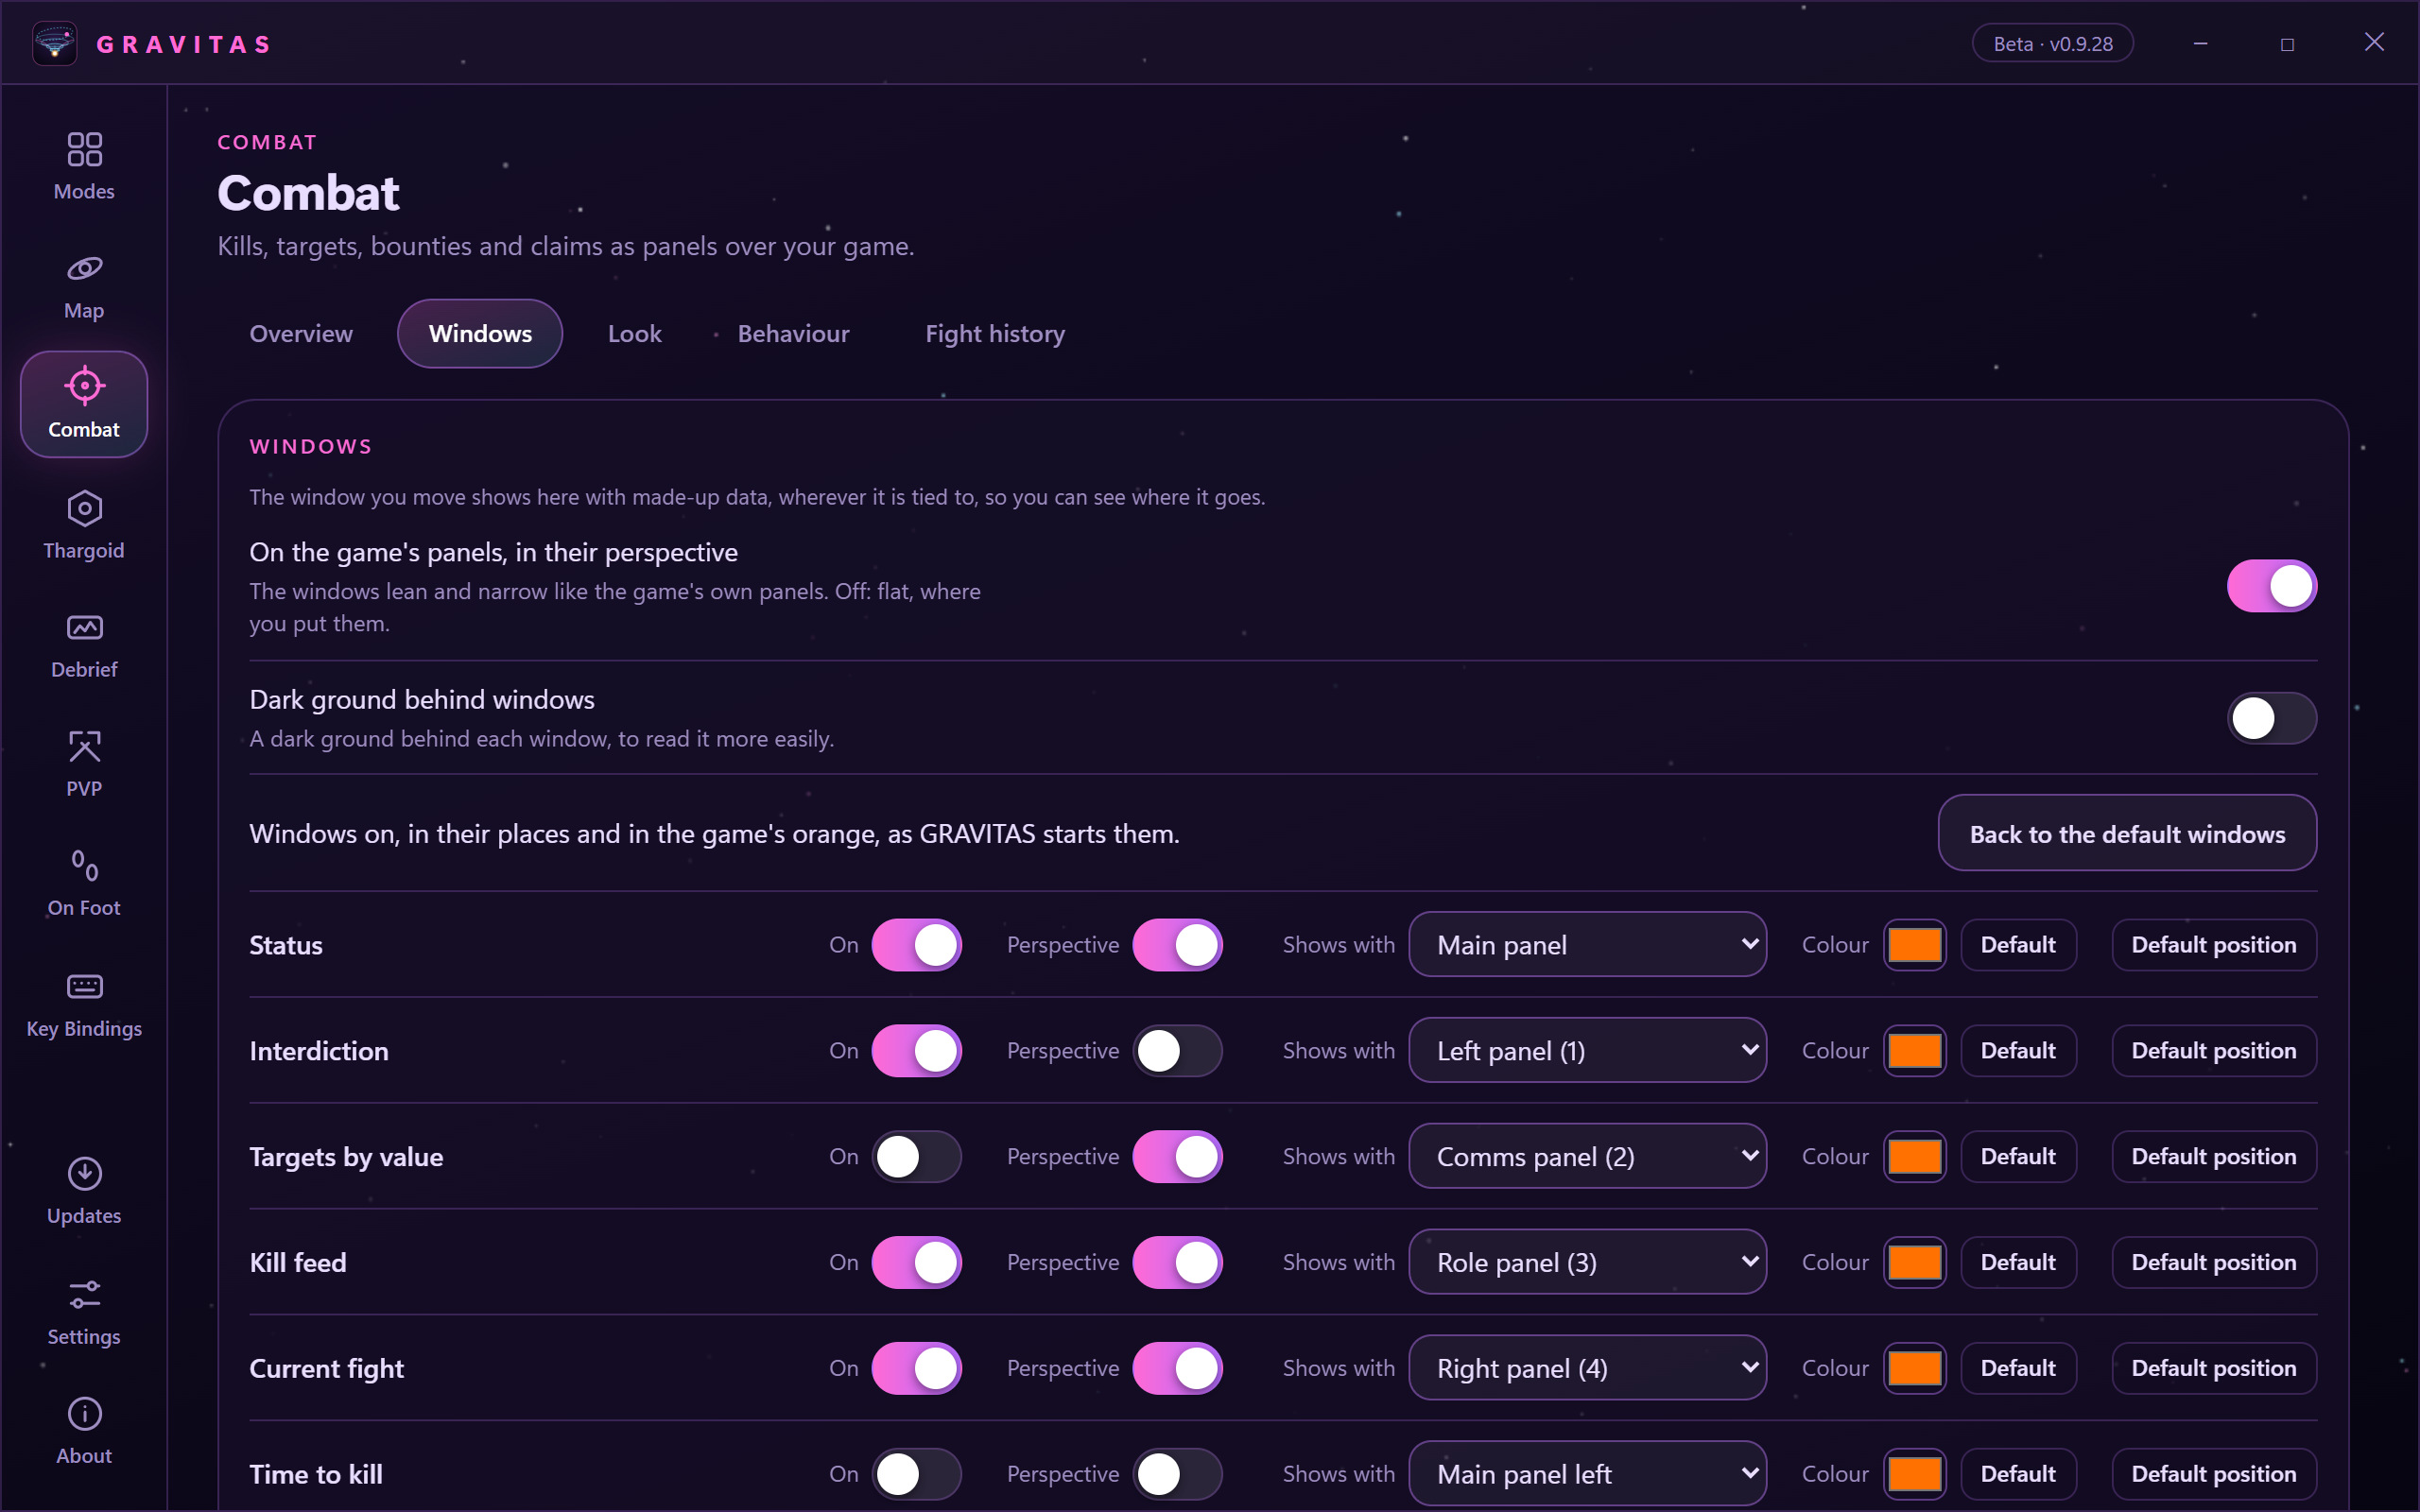 GRAVITAS
Beta · v0.9.28
Modes
Map
Combat
Thargoid
Debrief
PVP
On Foot
Key Bindings
Updates
Settings
About
COMBAT
Combat
Kills, targets, bounties and claims as panels over your game.
Overview Windows Look Behaviour Fight history
WINDOWS
The window you move shows here with made-up data, wherever it is tied to, so you can see where it goes.
On the game's panels, in their perspective
The windows lean and narrow like the game's own panels. Off: flat, where
you put them.
Dark ground behind windows
A dark ground behind each window, to read it more easily.
Windows on, in their places and in the game's orange, as GRAVITAS starts them. Back to the default windows
Status On Perspective Shows with Main panel Colour Default Default position
Interdiction On Perspective Shows with Left panel (1) Colour Default Default position
Targets by value On Perspective Shows with Comms panel (2) Colour Default Default position
Kill feed On Perspective Shows with Role panel (3) Colour Default Default position
Current fight On Perspective Shows with Right panel (4) Colour Default Default position
Time to kill On Perspective Shows with Main panel left Colour Default Default position